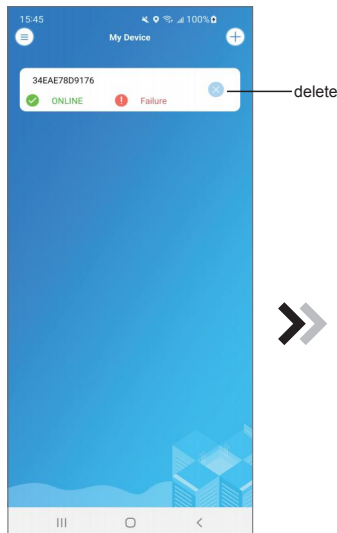 15:45 100%
My Device
34EAE78D9176
ONLINE Failure
delete